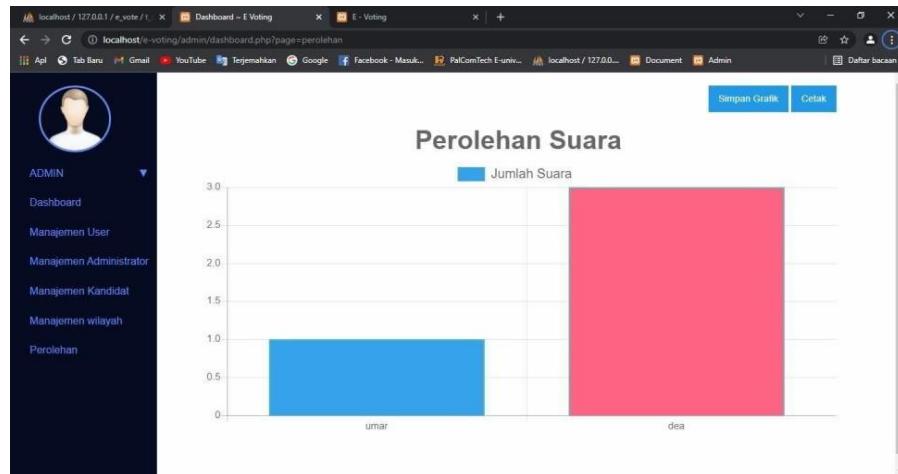 localhost / 127.0.0.1 / e_vote / t_
Dashboard ~ E Voting
E - Voting
localhost/e-voting/admin/dashboard.php?page=perolehan
Apl
Tab Baru
Gmail
YouTube
Terjemahkan
Google
Facebook - Masuk...
PalComTech E-univ...
localhost / 127.0.0....
Document
Admin
Daftar bacaan
Simpan Grafik
Cetak
ADMIN
Dashboard
Manajemen User
Manajemen Administrator
Manajemen Kandidat
Manajemen wilayah
Perolehan
Perolehan Suara
Jumlah Suara
3.0
2.5
2.0
1.5
1.0
0.5
0
umar
dea